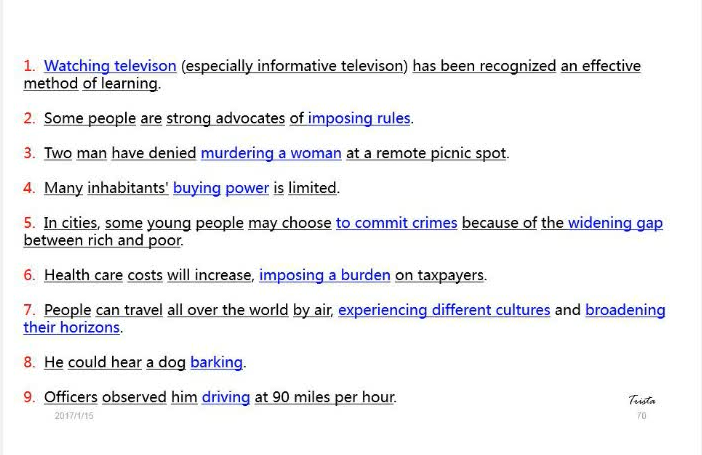 1. Watching televison (especially informative televison) has been recognized an effective
method of learning.
2. Some people are strong advocates of imposing rules.
3. Two man have denied murdering a woman at a remote picnic spot.
4. Many inhabitants' buying power is limited.
5. In cities, some young people may choose to commit crimes because of the widening gap
between rich and poor.
6. Health care costs will increase, imposing a burden on taxpayers.
7. People can travel all over the world by air, experiencing different cultures and broadening
their horizons.
8. He could hear a dog barking.
9. Officers observed him driving at 90 miles per hour.
Trista
2017/1/15
70